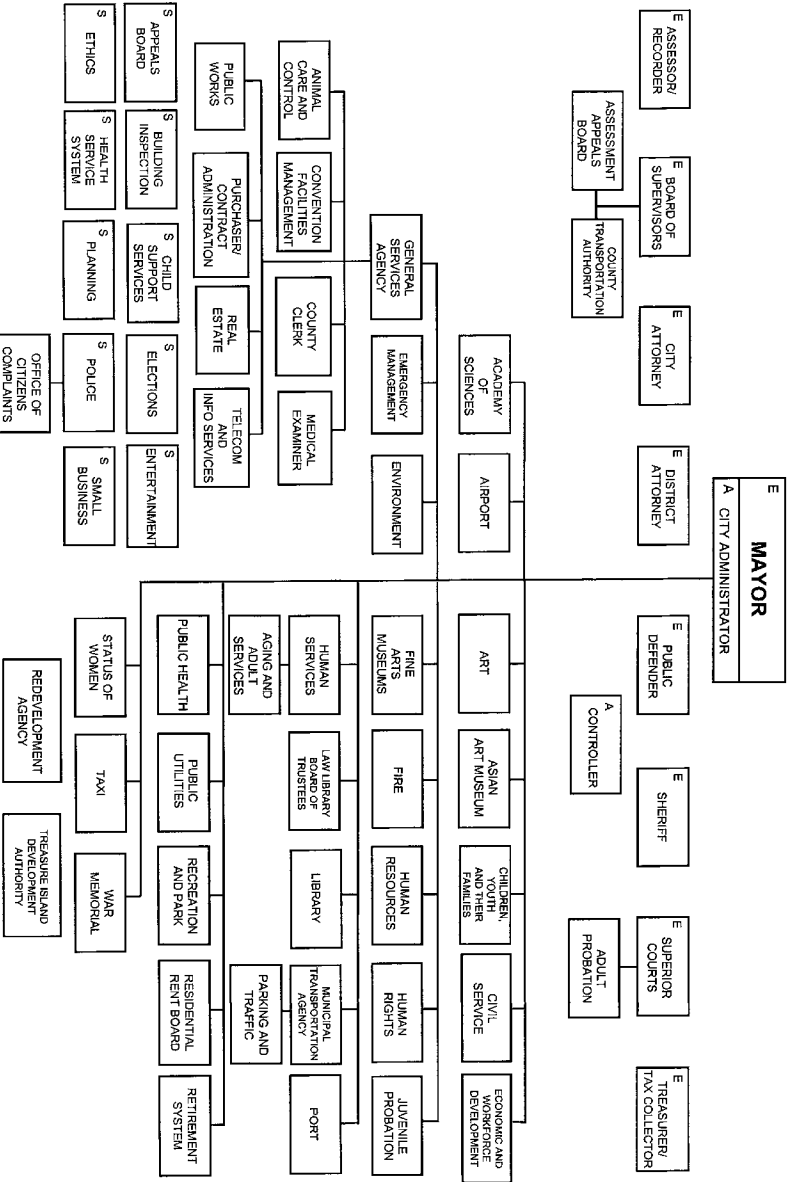 E
MAYOR
A CITY ADMINISTRATOR
E ASSESSOR/
RECORDER
E BOARD OF
SUPERVISORS
E CITY
ATTORNEY
E DISTRICT
ATTORNEY
E PUBLIC
DEFENDER
E SHERIFF
E SUPERIOR
COURTS
E TREASURER/
TAX COLLECTOR
ASSESSMENT
APPEALS
BOARD
COUNTY
TRANSPORTATION
AUTHORITY
A CONTROLLER
ADULT
PROBATION
ACADEMY
OF
SCIENCES
AIRPORT
ART
ASIAN
ART MUSEUM
CHILDREN,
YOUTH
AND THEIR
FAMILIES
CIVIL
SERVICE
ECONOMIC AND
WORKFORCE
DEVELOPMENT
GENERAL
SERVICES
AGENCY
EMERGENCY
MANAGEMENT
ENVIRONMENT
FINE
ARTS
MUSEUMS
FIRE
HUMAN
RESOURCES
HUMAN
RIGHTS
JUVENILE
PROBATION
ANIMAL
CARE AND
CONTROL
CONVENTION
FACILITIES
MANAGEMENT
COUNTY
CLERK
MEDICAL
EXAMINER
HUMAN
SERVICES
LAW LIBRARY
BOARD OF
TRUSTEES
LIBRARY
MUNICIPAL
TRANSPORTATION
AGENCY
PORT
PUBLIC
WORKS
PURCHASER/
CONTRACT
ADMINISTRATION
REAL
ESTATE
TELECOM
AND
INFO SERVICES
AGING AND
ADULT
SERVICES
PARKING AND
TRAFFIC
PUBLIC HEALTH
PUBLIC
UTILITIES
RECREATION
AND PARK
RESIDENTIAL
RENT BOARD
RETIREMENT
SYSTEM
S APPEALS
BOARD
S BUILDING
INSPECTION
S CHILD
SUPPORT
SERVICES
S ELECTIONS
S ENTERTAINMENT
STATUS OF
WOMEN
TAXI
WAR
MEMORIAL
S ETHICS
S HEALTH
SERVICE
SYSTEM
S PLANNING
S POLICE
S SMALL
BUSINESS
OFFICE OF
CITIZENS
COMPLAINTS
REDEVELOPMENT
AGENCY
TREASURE ISLAND
DEVELOPMENT
AUTHORITY